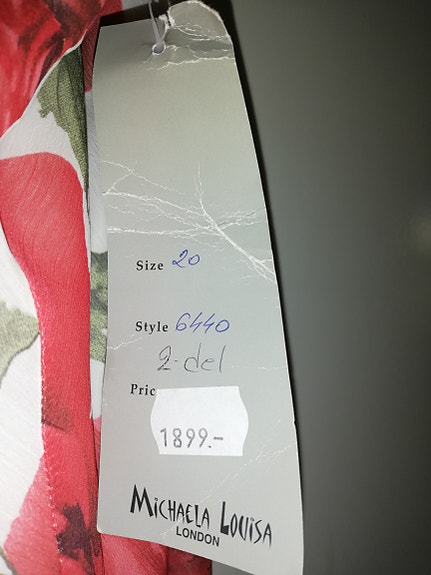 Size 20
Style 6440
2-del
Pric
1899.-
MICHAELA LOUISA
LONDON